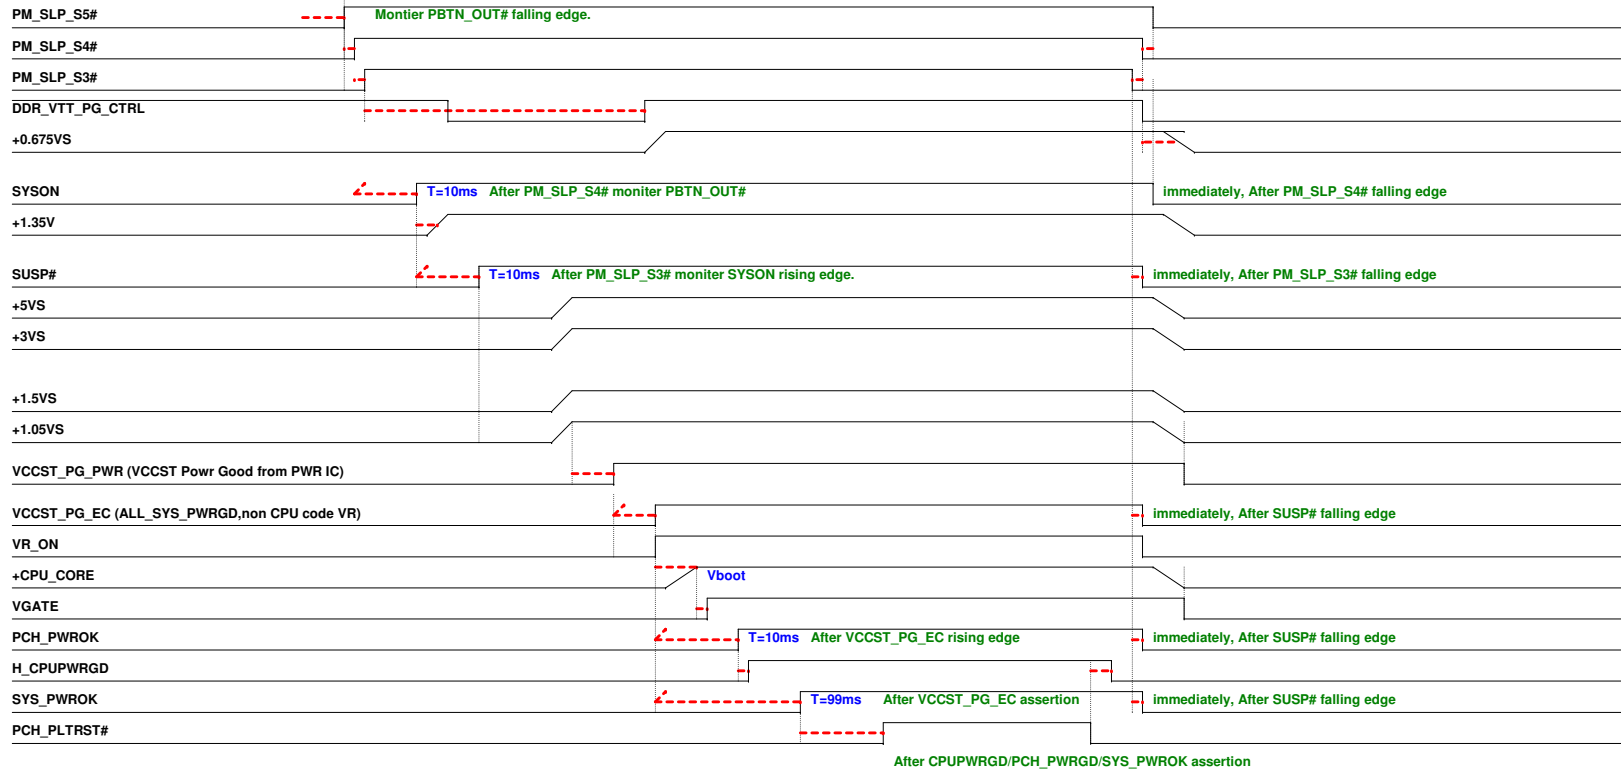 PM_SLP_S5# Montier PBTN_OUT# falling edge.
PM_SLP_S4#
PM_SLP_S3#
DDR_VTT_PG_CTRL
+0.675VS
SYSON T=10ms After PM_SLP_S4# moniter PBTN_OUT# immediately, After PM_SLP_S4# falling edge
+1.35V
SUSP# T=10ms After PM_SLP_S3# moniter SYSON rising edge. immediately, After PM_SLP_S3# falling edge
+5VS
+3VS
+1.5VS
+1.05VS
VCCST_PG_PWR (VCCST Powr Good from PWR IC)
VCCST_PG_EC (ALL_SYS_PWRGD,non CPU code VR) immediately, After SUSP# falling edge
VR_ON
+CPU_CORE Vboot
VGATE
PCH_PWROK T=10ms After VCCST_PG_EC rising edge immediately, After SUSP# falling edge
H_CPUPWRGD
SYS_PWROK T=99ms After VCCST_PG_EC assertion immediately, After SUSP# falling edge
PCH_PLTRST#
After CPUPWRGD/PCH_PWRGD/SYS_PWROK assertion